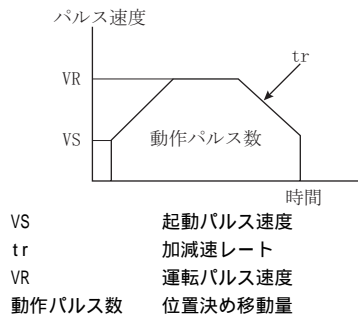 パルス速度
tr
VR
VS
動作パルス数
時間
VS 起動パルス速度
tr 加減速レート
VR 運転パルス速度
動作パルス数 位置決め移動量